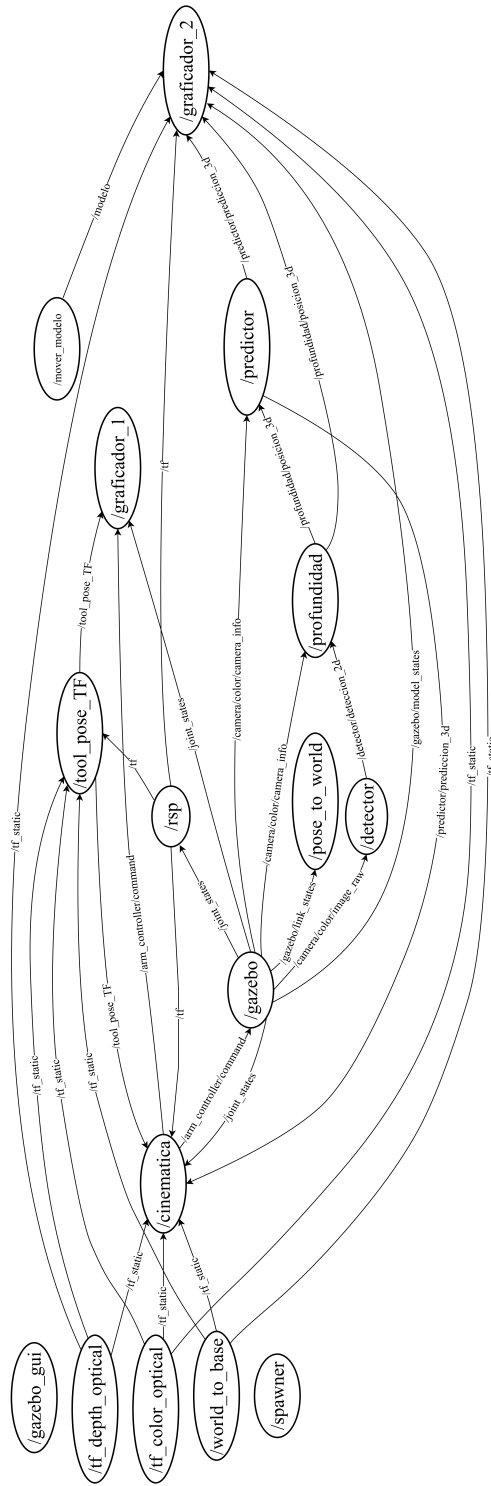 /gazebo_gui
/tf_depth_optical
/tf_color_optical
/world_to_base
/spawner
/tf_static
/tf_static
/tf_static
/cinematica
/tf_static
/tf_static
/tf_static
/tool_pose_TF
/tf
/arm_controller/command
/joint_states
/arm_controller/command
/gazebo
/joint_states
/gazebo/link_states
/camera/color/image_raw
/camera/color/camera_info
/camera/color/camera_info
/joint_states
/rsp
/tf
/pose_to_world
/detector
/tool_pose_TF
/tf_static
/detector/deteccion_2d
/gazebo/model_states
/predictor/prediccion_3d
/tf_static
/tf_static
/profundidad
/tool_pose_TF
/graficador_1
/tf
/profundidad/posicion_3d
/profundidad/posicion_3d
/mover_modelo
/predictor
/modelo
/predictor/prediccion_3d
/graficador_2